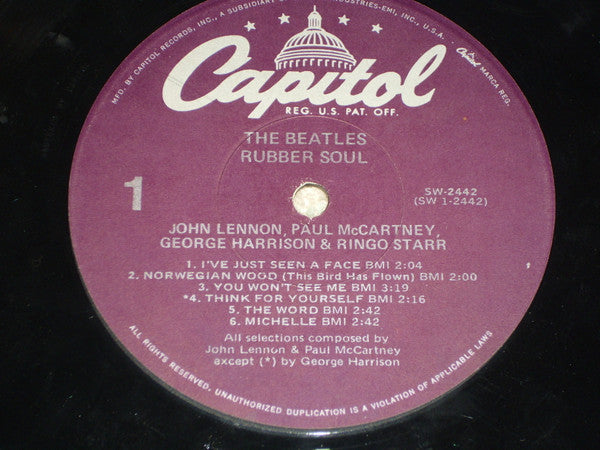 MFD. BY CAPITOL RECORDS, INC., A SUBSIDIARY INDUSTRIES-EMI, INC., U.S.A.
Capitol MARCA REG.
Capitol
REG. U.S. PAT. OFF.
THE BEATLES
RUBBER SOUL
1
SW-2442
(SW 1-2442)
JOHN LENNON, PAUL McCARTNEY,
GEORGE HARRISON & RINGO STARR
1. I'VE JUST SEEN A FACE BMI 2:04
2. NORWEGIAN WOOD (This Bird Has Flown) BMI 2:00
3. YOU WON'T SEE ME BMI 3:19
*4. THINK FOR YOURSELF BMI 2:16
5. THE WORD BMI 2:42
6. MICHELLE BMI 2:42
All selections composed by
John Lennon & Paul McCartney
except (*) by George Harrison
ALL RIGHTS RESERVED. UNAUTHORIZED DUPLICATION IS A VIOLATION OF APPLICABLE LAWS